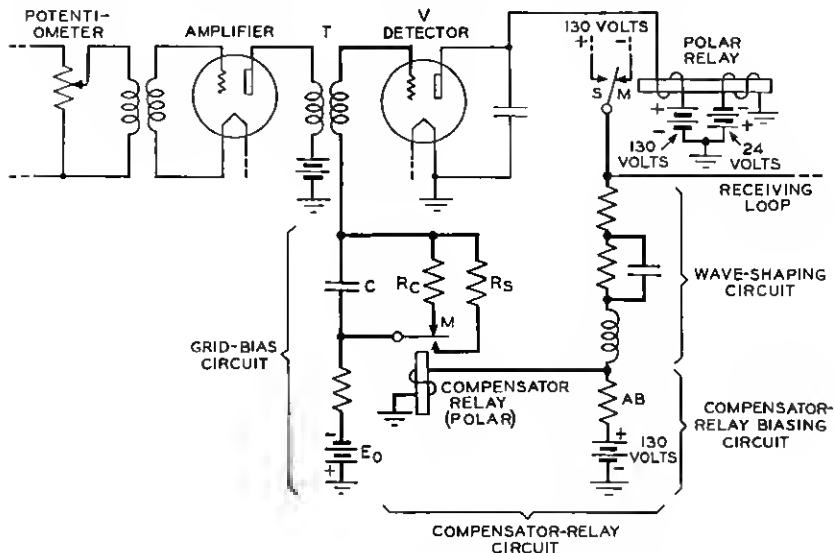 POTENTI-
OMETER
AMPLIFIER
T
V
DETECTOR
130 VOLTS
+ -
S M
POLAR
RELAY
+ -
- +
130
VOLTS
24
VOLTS
RECEIVING
LOOP
WAVE-SHAPING
CIRCUIT
C
RC
RS
M
GRID-BIAS
CIRCUIT
COMPENSATOR
RELAY
(POLAR)
AB
COMPENSATOR-
RELAY BIASING
CIRCUIT
-
E0
+
+
130
VOLTS
-
COMPENSATOR-RELAY
CIRCUIT